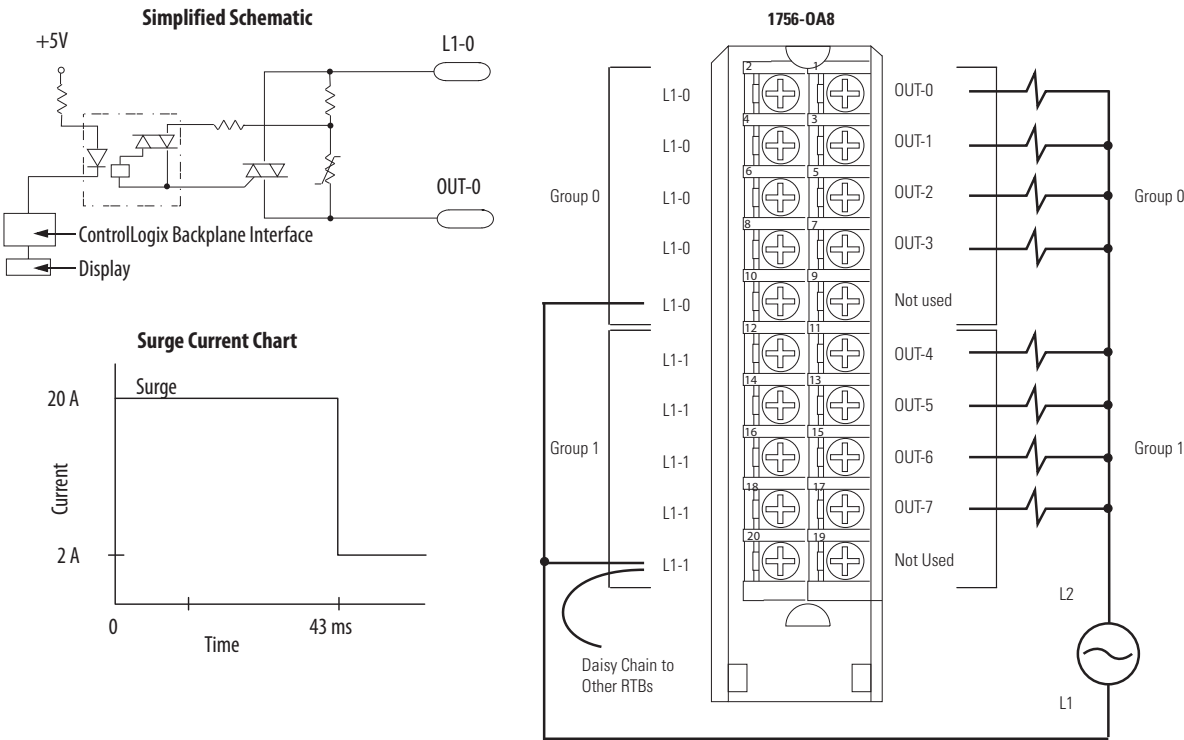 Simplified Schematic
+5V
L1-0
OUT-0
ControlLogix Backplane Interface
Display
Surge Current Chart
20 A
Surge
Current
2 A
0
43 ms
Time
1756-OA8
2 1
L1-0 OUT-0
4 3
L1-0 OUT-1
6 5
Group 0 L1-0 OUT-2 Group 0
8 7
L1-0 OUT-3
10 9
L1-0 Not used
12 11
L1-1 OUT-4
14 13
L1-1 OUT-5
16 15
Group 1 L1-1 OUT-6 Group 1
18 17
L1-1 OUT-7
20 19
L1-1 Not Used
L2
Daisy Chain to
Other RTBs
L1